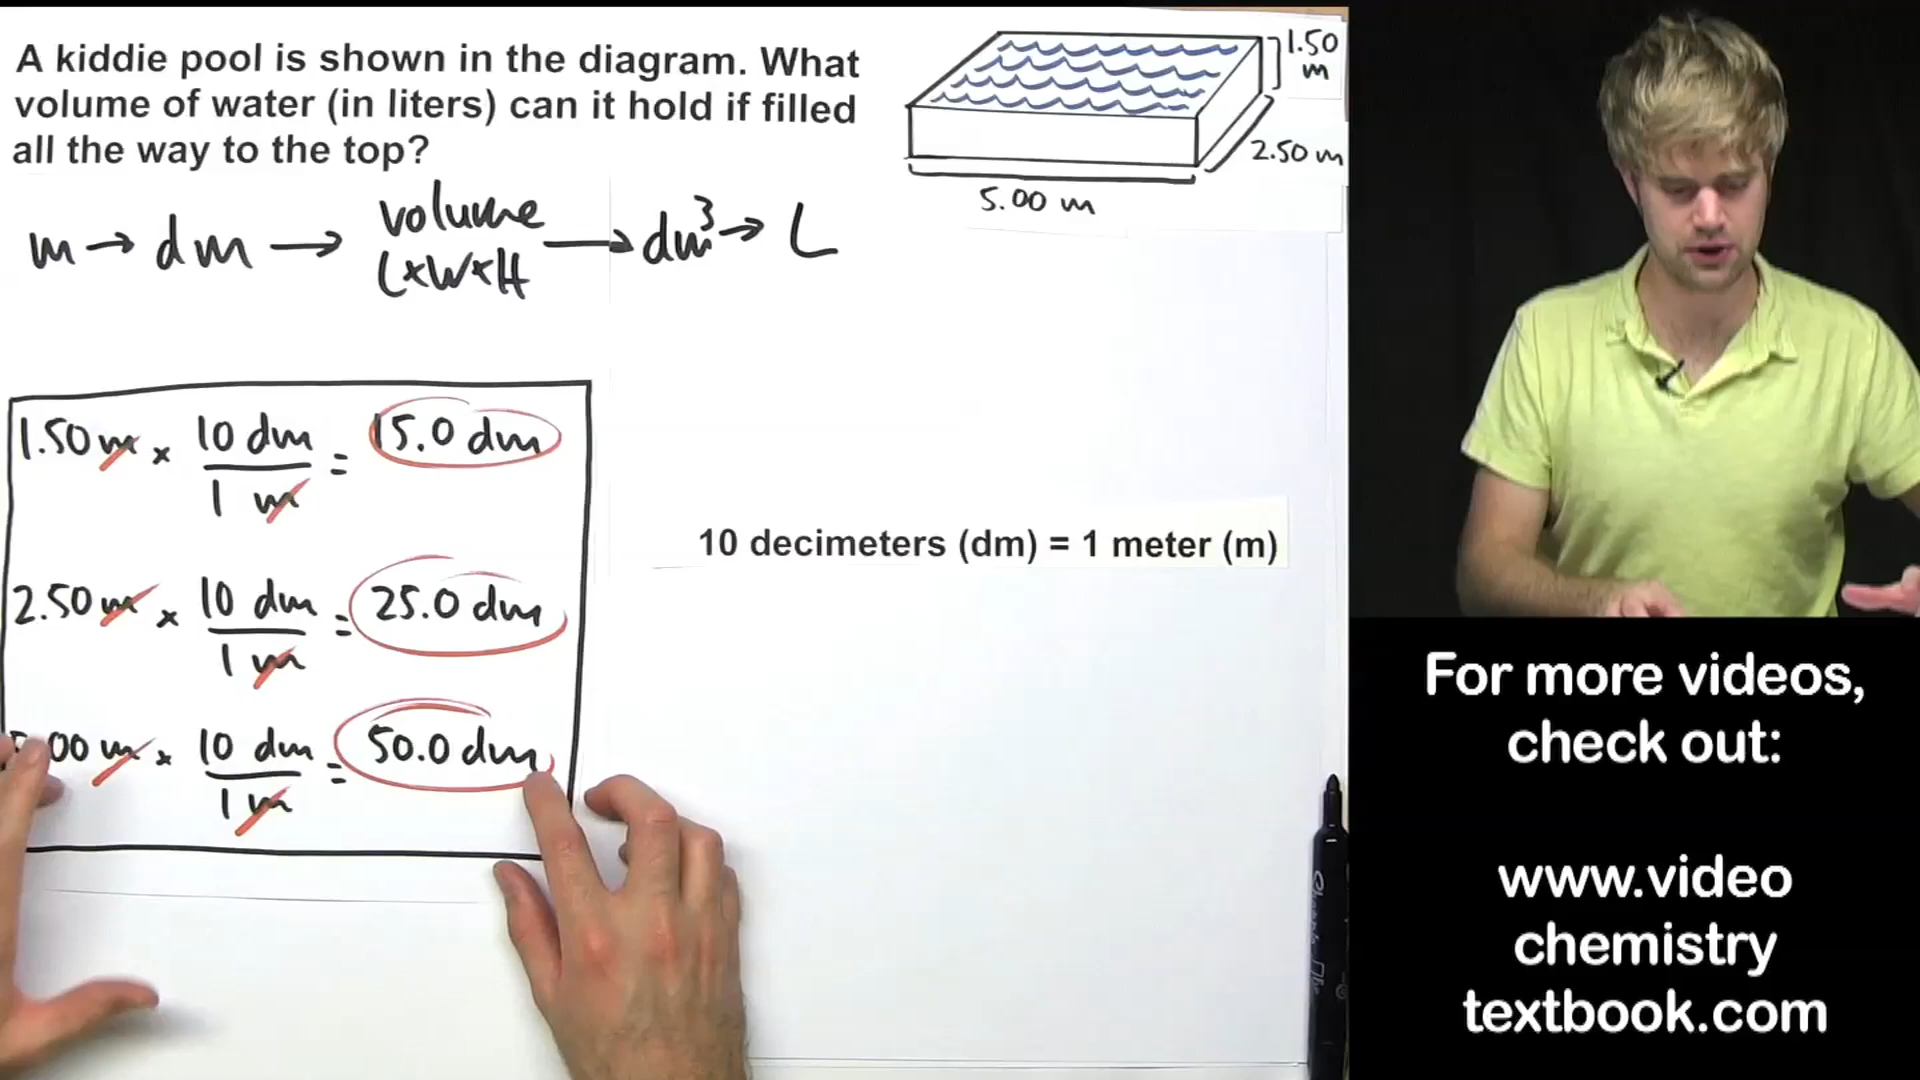 A kiddie pool is shown in the diagram. What
volume of water (in liters) can it hold if filled
all the way to the top?
1.50
m
2.50 m
5.00 m
m → dm → volume L×W×H → dm³ → L
1.50 m × 10 dm / 1 m = 15.0 dm
2.50 m × 10 dm / 1 m = 25.0 dm
00 m × 10 dm / 1 m = 50.0 dm
10 decimeters (dm) = 1 meter (m)
For more videos,
check out:
www.video
chemistry
textbook.com